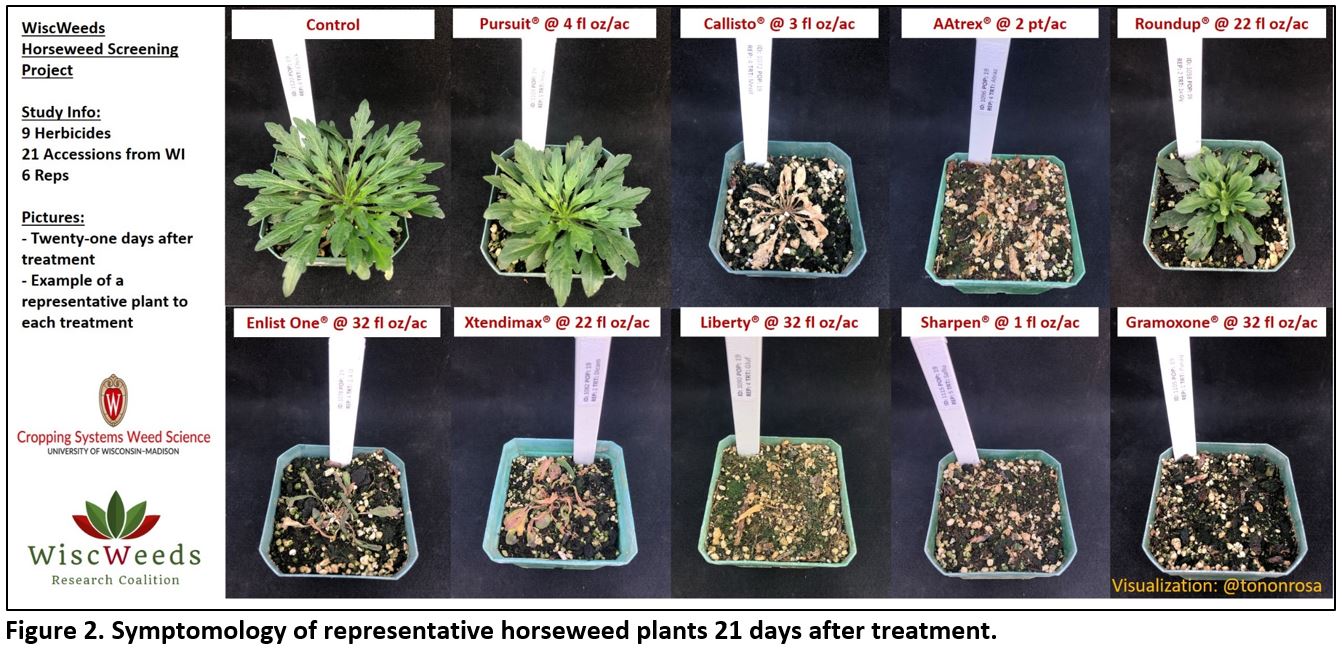 WiscWeeds
Horseweed Screening
Project
Study Info:
9 Herbicides
21 Accessions from WI
6 Reps
Pictures:
- Twenty-one days after
treatment
- Example of a
representative plant to
each treatment
W
Cropping Systems Weed Science
UNIVERSITY OF WISCONSIN–MADISON
WiscWeeds
Research Coalition
Control
Pursuit® @ 4 fl oz/ac
Callisto® @ 3 fl oz/ac
AAtrex® @ 2 pt/ac
Roundup® @ 22 fl oz/ac
Enlist One® @ 32 fl oz/ac
Xtendimax® @ 22 fl oz/ac
Liberty® @ 32 fl oz/ac
Sharpen® @ 1 fl oz/ac
Gramoxone® @ 32 fl oz/ac
Visualization: @tononrosa
Figure 2. Symptomology of representative horseweed plants 21 days after treatment.